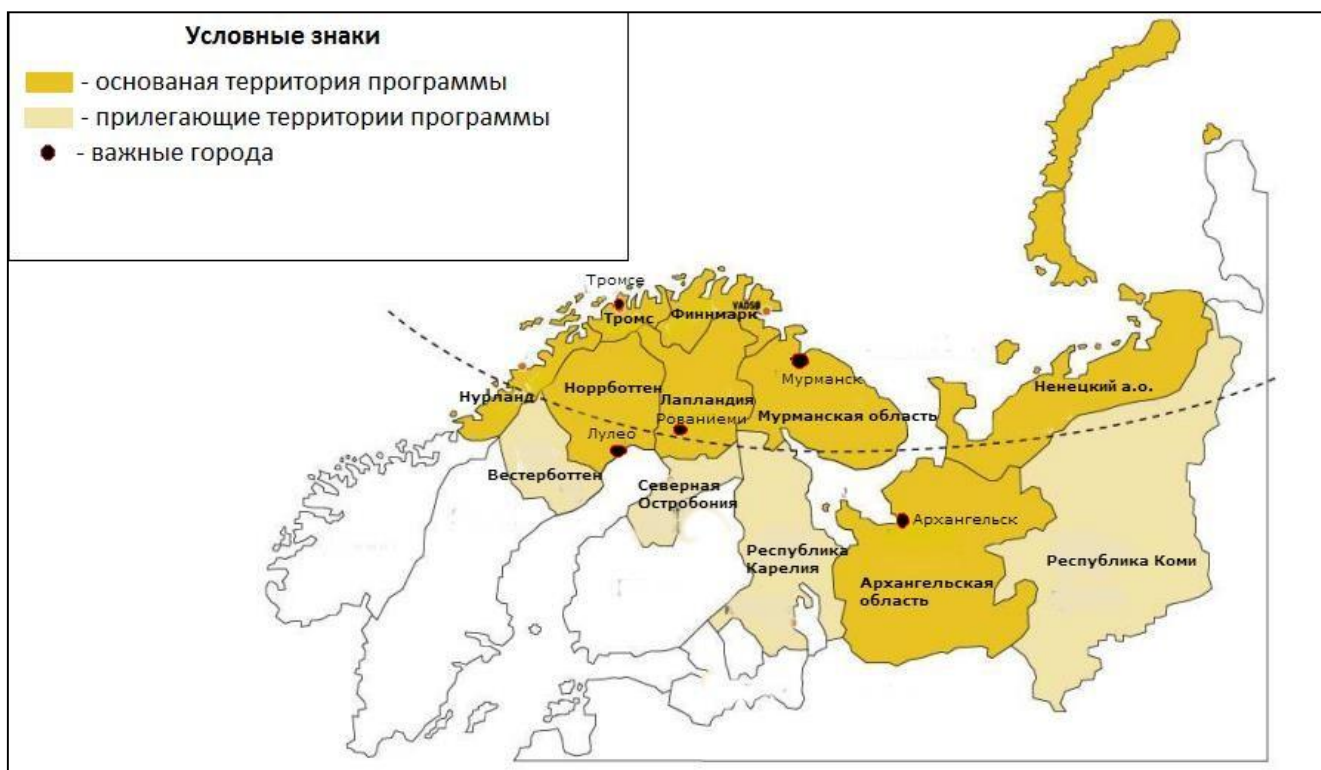 Условные знаки
- основаная территория программы
- прилегающие территории программы
- важные города
Тромсе
VADSØ
Тромс
Финнмарк
Мурманск
Ненецкий а.о.
Нурланд
Норрботтен
Лапландия
Рованиеми
Мурманская область
Лулео
Вестерботтен
Северная
Остробония
Архангельск
Республика
Карелия
Республика Коми
Архангельская
область